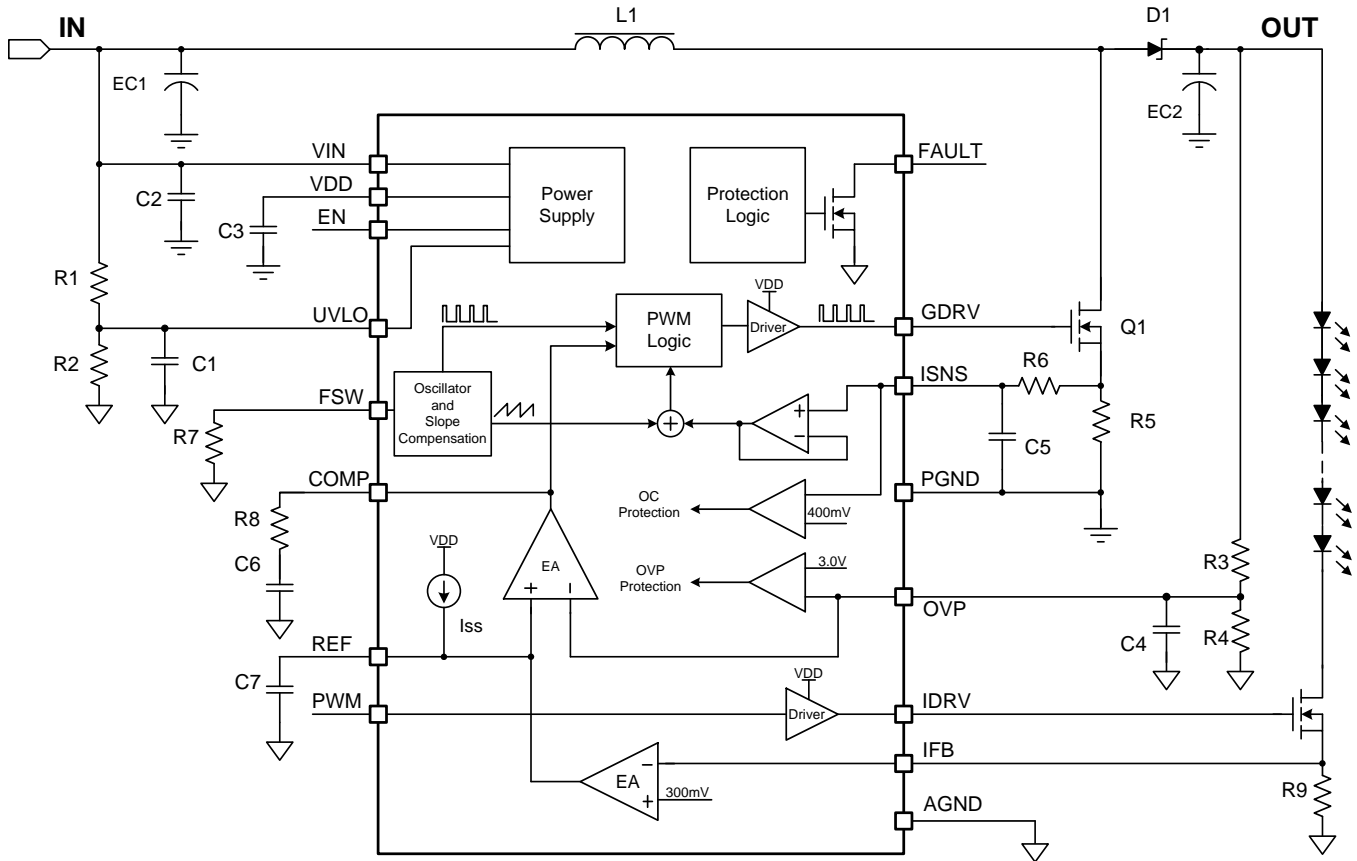 IN
L1
D1
OUT
EC1
EC2
VIN
C2
VDD
EN
C3
Power
Supply
Protection
Logic
FAULT
R1
UVLO
R2
C1
PWM
Logic
VDD
Driver
GDRV
Q1
FSW
R7
Oscillator
and
Slope
Compensation
+
+
−
ISNS
R6
C5
R5
COMP
R8
C6
OC
Protection
400mV
PGND
VDD
EA
+
−
Iss
OVP
Protection
3.0V
OVP
R3
R4
C4
REF
C7
PWM
VDD
Driver
IDRV
EA
−
+
300mV
IFB
R9
AGND